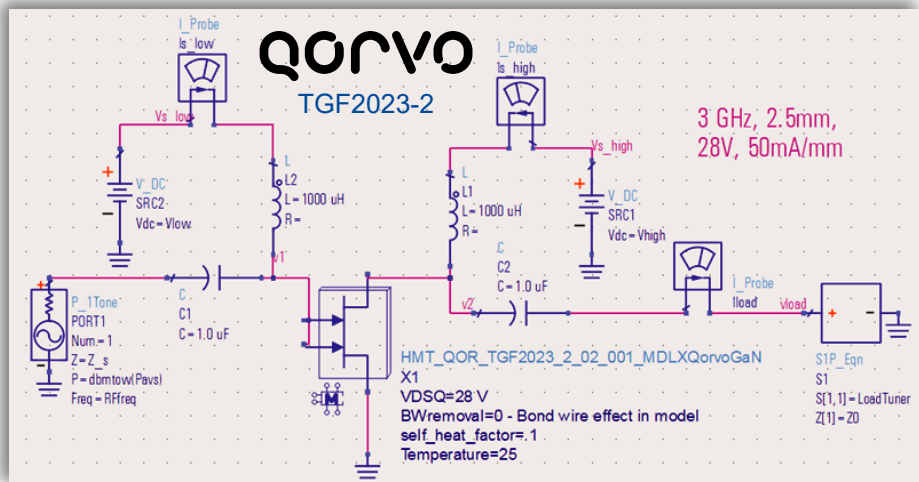 I_Probe
Is_low
QORVO
TGF2023-2
I_Probe
Is_high
3 GHz, 2.5mm,
28V, 50mA/mm
Vs_low
Vs_high
V_DC
SRC2
Vdc=Vlow
L
L2
L=1000 uH
R=
L
L1
L=1000 uH
R=
V_DC
SRC1
Vdc=Vhigh
v1
C
C1
C=1.0 uF
P_1Tone
PORT1
Num=1
Z=Z_s
P=dbmtow(Pavs)
Freq=RFfreq
v2
C
C2
C=1.0 uF
I_Probe
Iload
vload
S1P_Eqn
S1
S[1,1]=LoadTuner
Z[1]=Z0
M
HMT_QOR_TGF2023_2_02_001_MDLXQorvoGaN
X1
VDSQ=28 V
BWremoval=0 - Bond wire effect in model
self_heat_factor=.1
Temperature=25